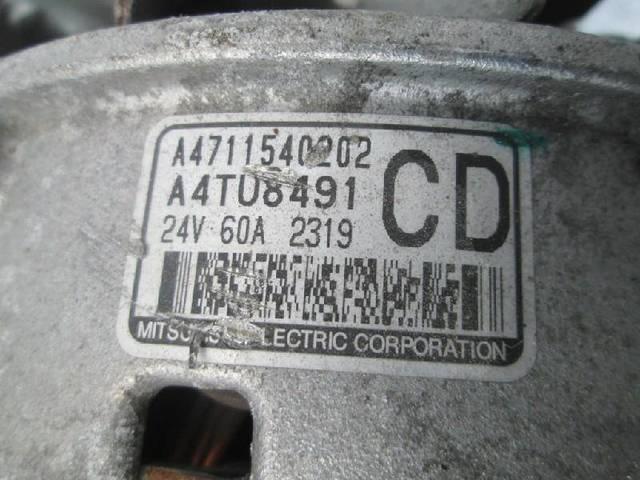 A4711540202
A4TU8491
CD
24V 60A 2319
ELECTRIC CORPORATION